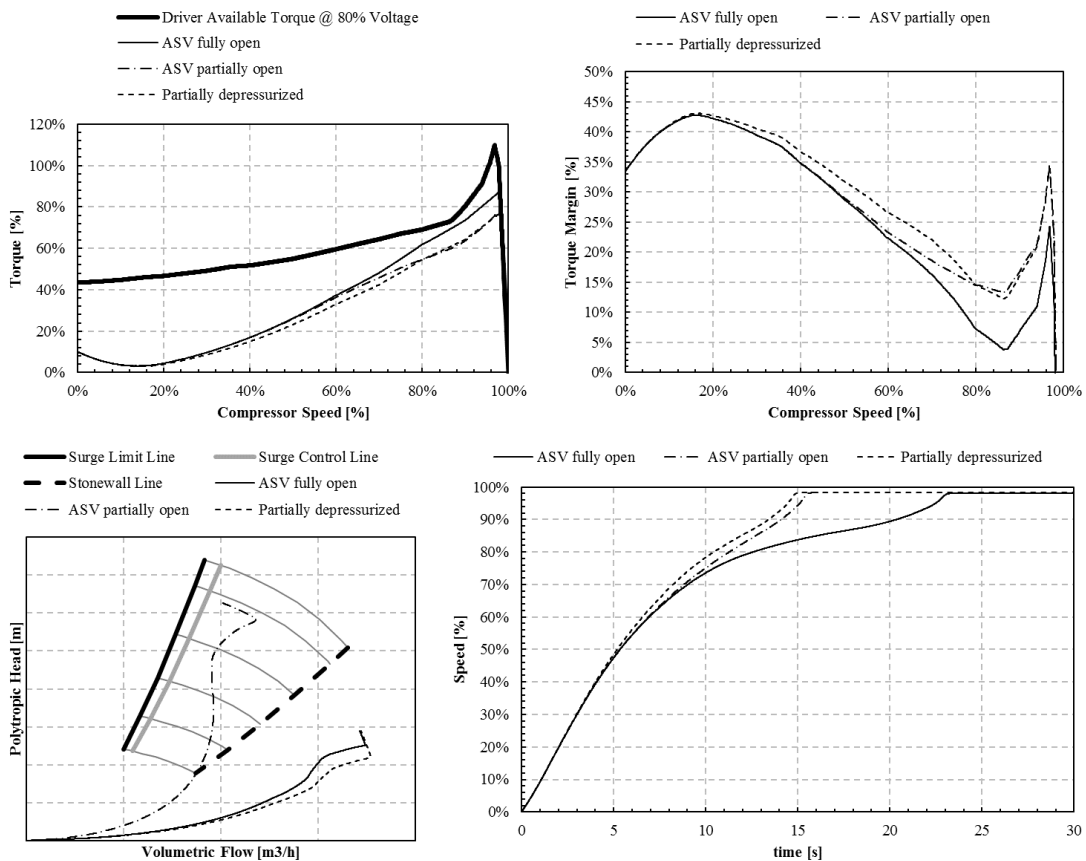 Driver Available Torque @ 80% Voltage
ASV fully open
ASV partially open
Partially depressurized
120%
100%
80%
60%
40%
20%
0%
Torque [%]
0% 20% 40% 60% 80% 100%
Compressor Speed [%]
ASV fully open ASV partially open
Partially depressurized
50%
45%
40%
35%
30%
25%
20%
15%
10%
5%
0%
Torque Margin [%]
0% 20% 40% 60% 80% 100%
Compressor Speed [%]
Surge Limit Line Surge Control Line
Stonewall Line ASV fully open
ASV partially open Partially depressurized
Polytropic Head [m]
Volumetric Flow [m3/h]
ASV fully open ASV partially open Partially depressurized
100%
90%
80%
70%
60%
50%
40%
30%
20%
10%
0%
Speed [%]
0 5 10 15 20 25 30
time [s]